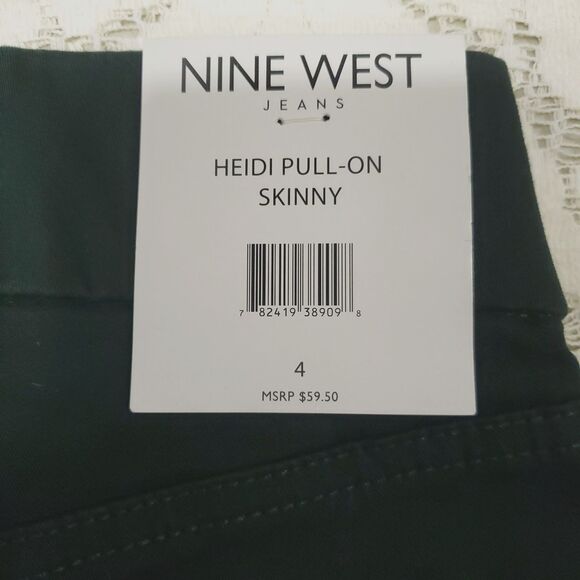 NINE WEST
JEANS
HEIDI PULL-ON
SKINNY
7 82419 38909 8
4
MSRP $59.50